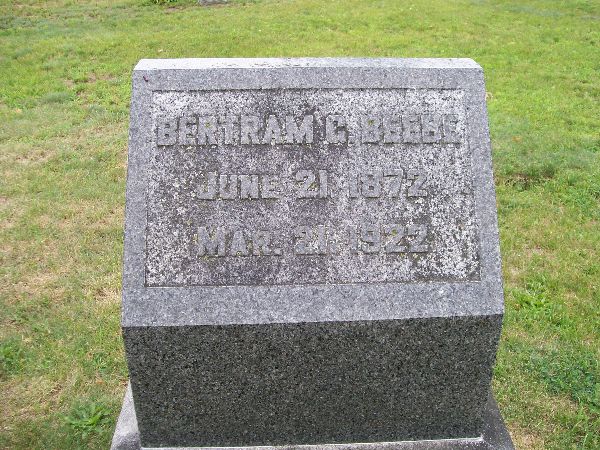 BERTRAM C. BEEBE
JUNE 21, 1872
MAR. 21, 1922